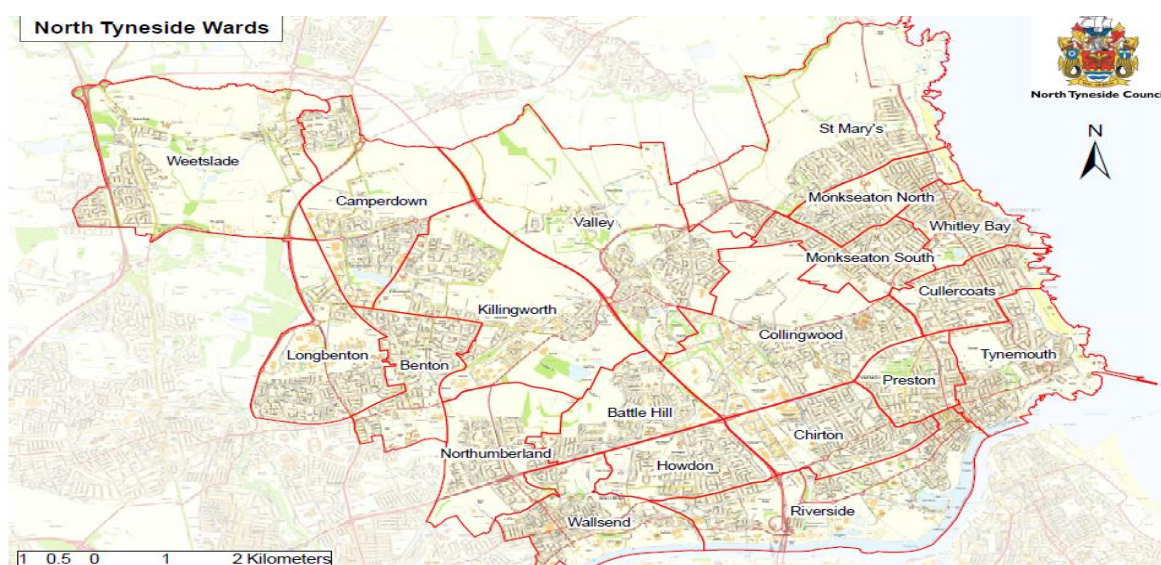 North Tyneside Wards
North Tyneside Counci
N
St Mary's
Weetslade
Camperdown
Monkseaton North
Valley
Whitley Bay
Monkseaton South
Cullercoats
Killingworth
Collingwood
Longbenton
Benton
Tynemouth
Preston
Battle Hill
Chirton
Northumberland
Howdon
Riverside
Wallsend
1 0.5 0 1 2 Kilometers